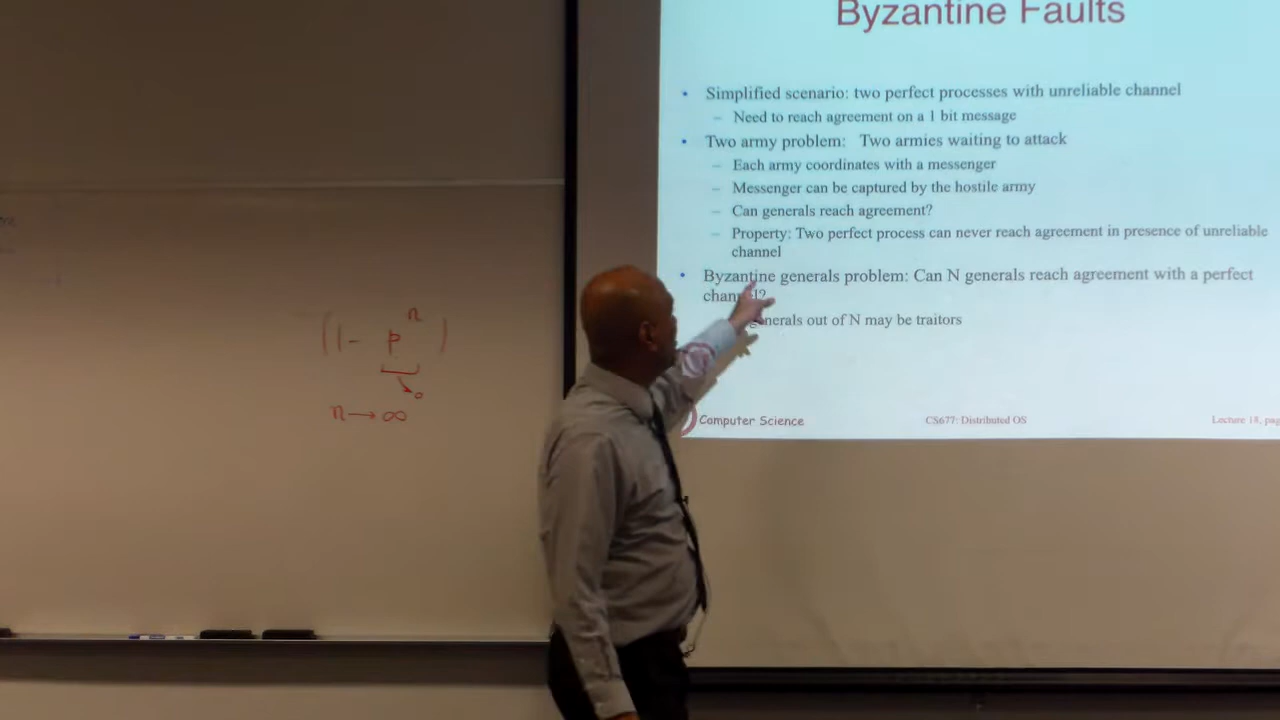 (1- pⁿ)
o
n → ∞
Byzantine Faults
• Simplified scenario: two perfect processes with unreliable channel
– Need to reach agreement on a 1 bit message
• Two army problem: Two armies waiting to attack
– Each army coordinates with a messenger
– Messenger can be captured by the hostile army
– Can generals reach agreement?
– Property: Two perfect process can never reach agreement in presence of unreliable
channel
• Byzantine generals problem: Can N generals reach agreement with a perfect
generals out of N may be traitors
Computer Science CS677: Distributed OS Lecture 18,